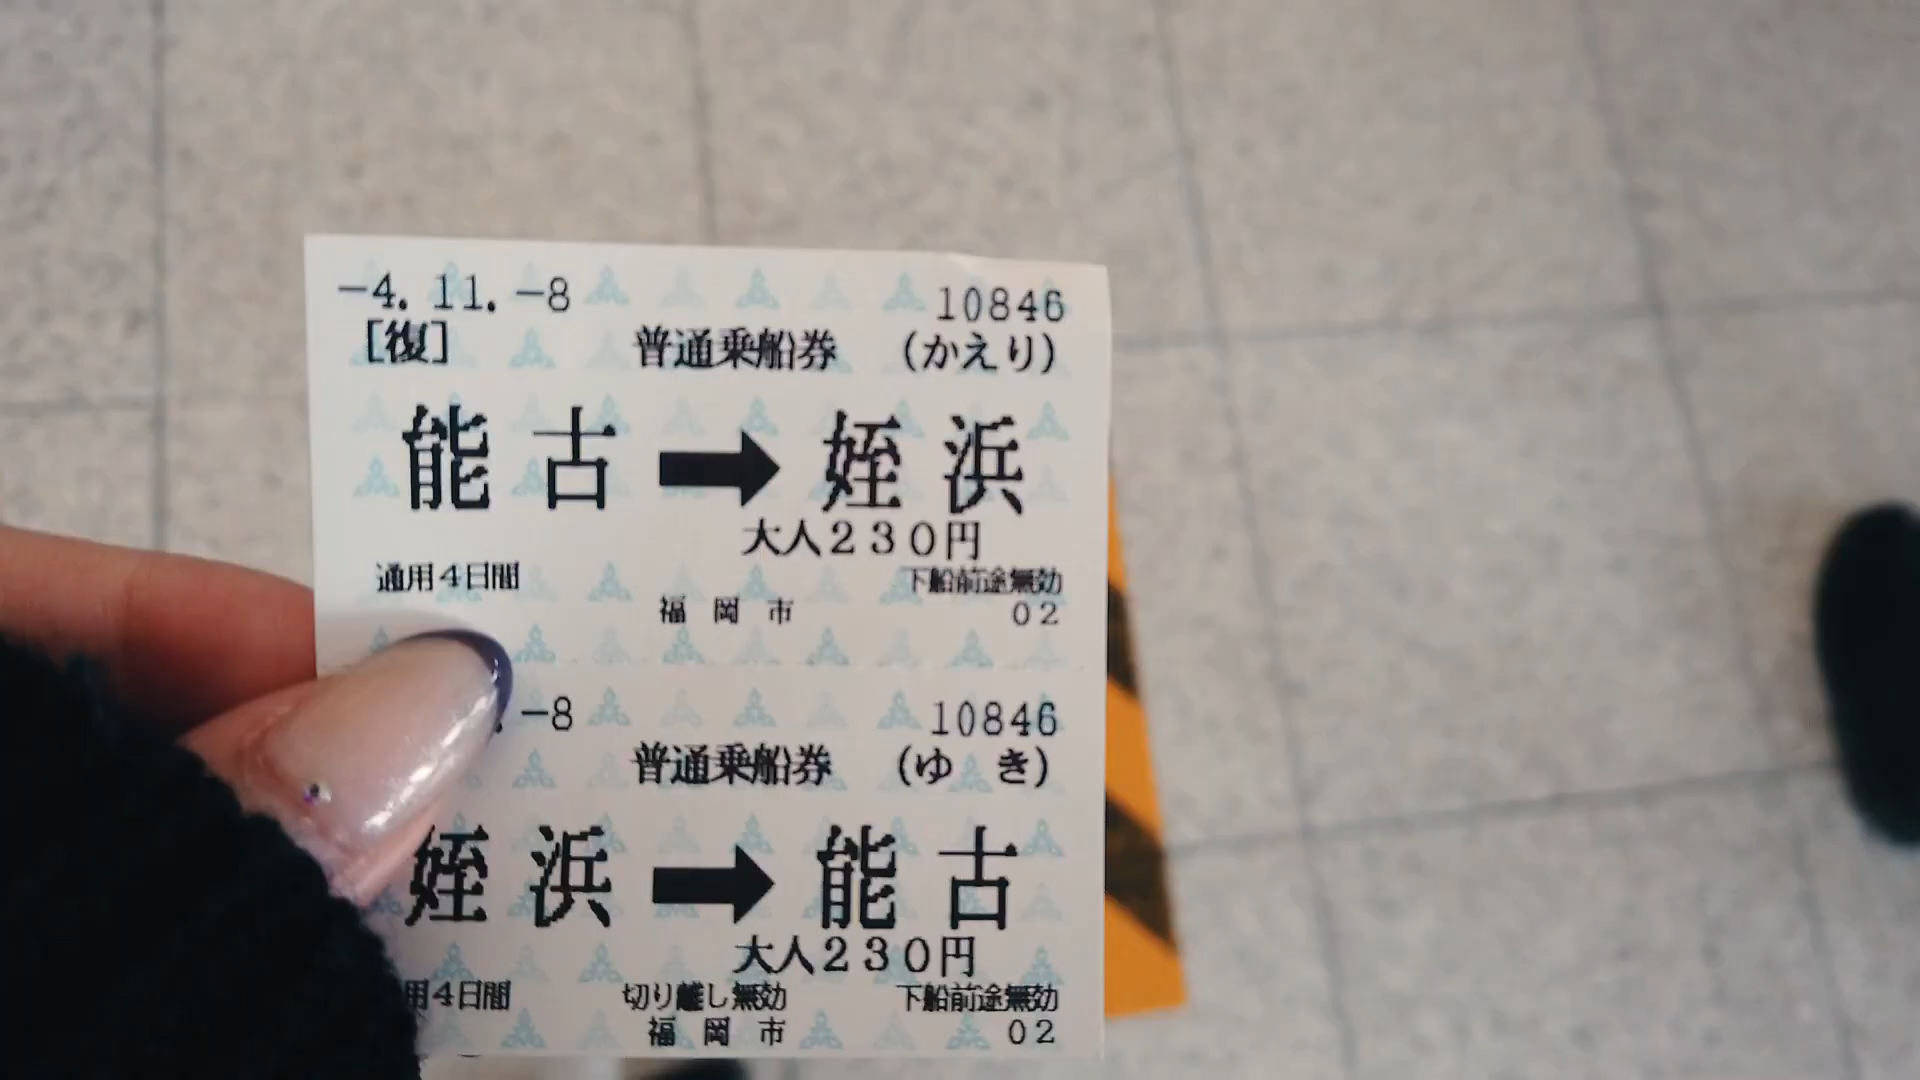 -4. 11. -8 10846
[復] 普通乗船券 (かえり)
能古 ➡ 姪浜
大人230円
通用4日間 下船前途無効
福岡市 02
-8 10846
普通乗船券 (ゆ き)
姪浜 ➡ 能古
大人230円
用4日間 切り離し無効 下船前途無効
福岡市 02